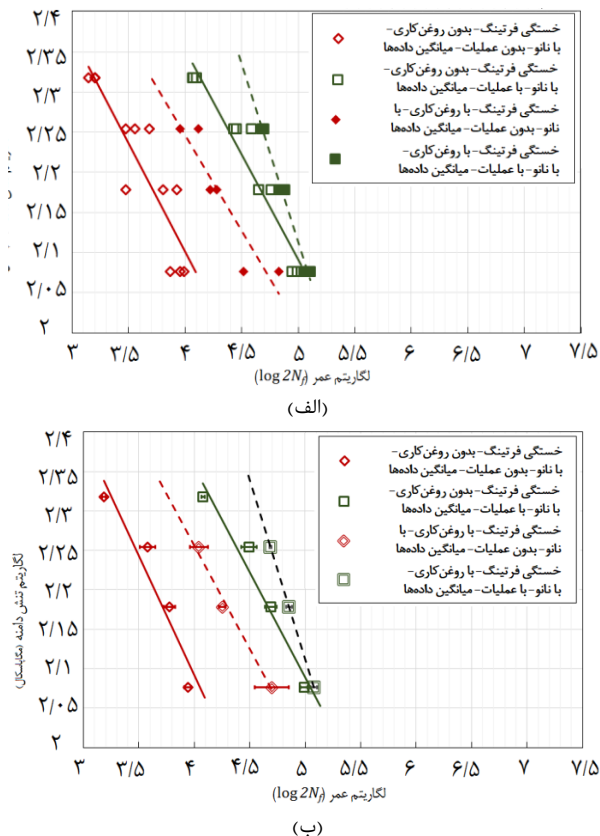 ۲/۴
۲/۳۵
۲/۳
۲/۲۵
۲/۲
۲/۱۵
۲/۱
۲/۰۵
۲
خستگی فرتینگ-بدون روغن‌کاری-
با نانو-بدون عملیات-میانگین داده‌ها
خستگی فرتینگ-بدون روغن‌کاری-
با نانو-با عملیات-میانگین داده‌ها
خستگی فرتینگ-با روغن‌کاری-با
نانو-بدون عملیات-میانگین داده‌ها
خستگی فرتینگ-با روغن‌کاری-
با نانو-با عملیات-میانگین داده‌ها
۳ ۳/۵ ۴ ۴/۵ ۵ ۵/۵ ۶ ۶/۵ ۷ ۷/۵
لگاریتم عمر (log 2Nf)
(الف)
لگاریتم تنش دامنه (مگاپاسکال)
۲/۴
۲/۳۵
۲/۳
۲/۲۵
۲/۲
۲/۱۵
۲/۱
۲/۰۵
۲
خستگی فرتینگ-بدون روغن‌کاری-
با نانو-بدون عملیات-میانگین داده‌ها
خستگی فرتینگ-بدون روغن‌کاری-
با نانو-با عملیات-میانگین داده‌ها
خستگی فرتینگ-با روغن‌کاری-با
نانو-بدون عملیات-میانگین داده‌ها
خستگی فرتینگ-با روغن‌کاری-
با نانو-با عملیات-میانگین داده‌ها
۳ ۳/۵ ۴ ۴/۵ ۵ ۵/۵ ۶ ۶/۵ ۷ ۷/۵
لگاریتم عمر (log 2Nf)
(ب)